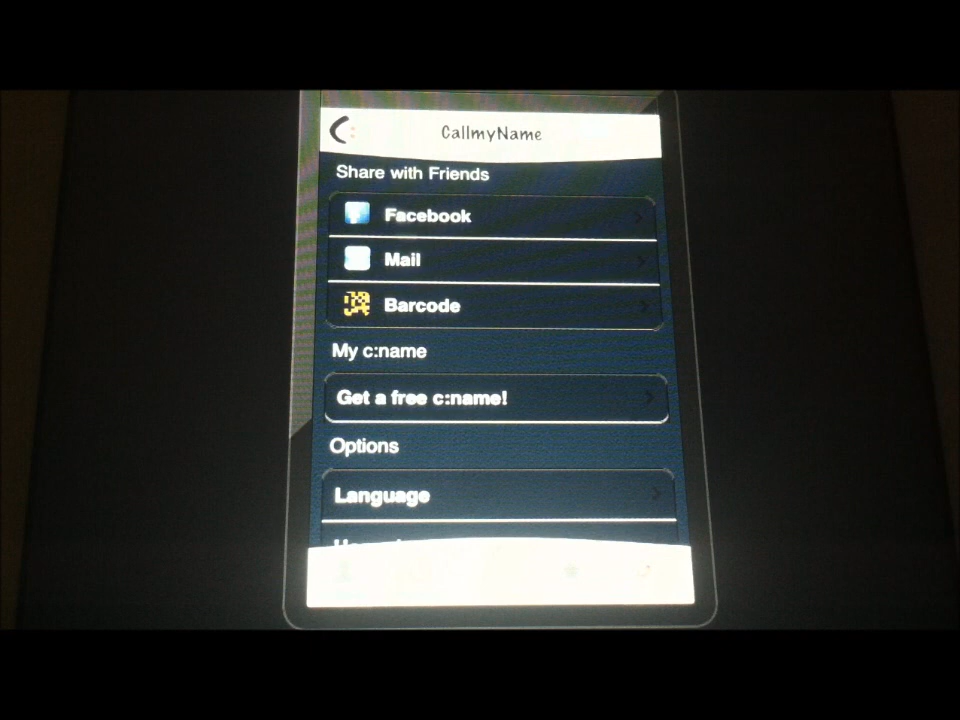 CallmyName
Share with Friends
Facebook
Mail
Barcode
My c:name
Get a free c:name!
Options
Language